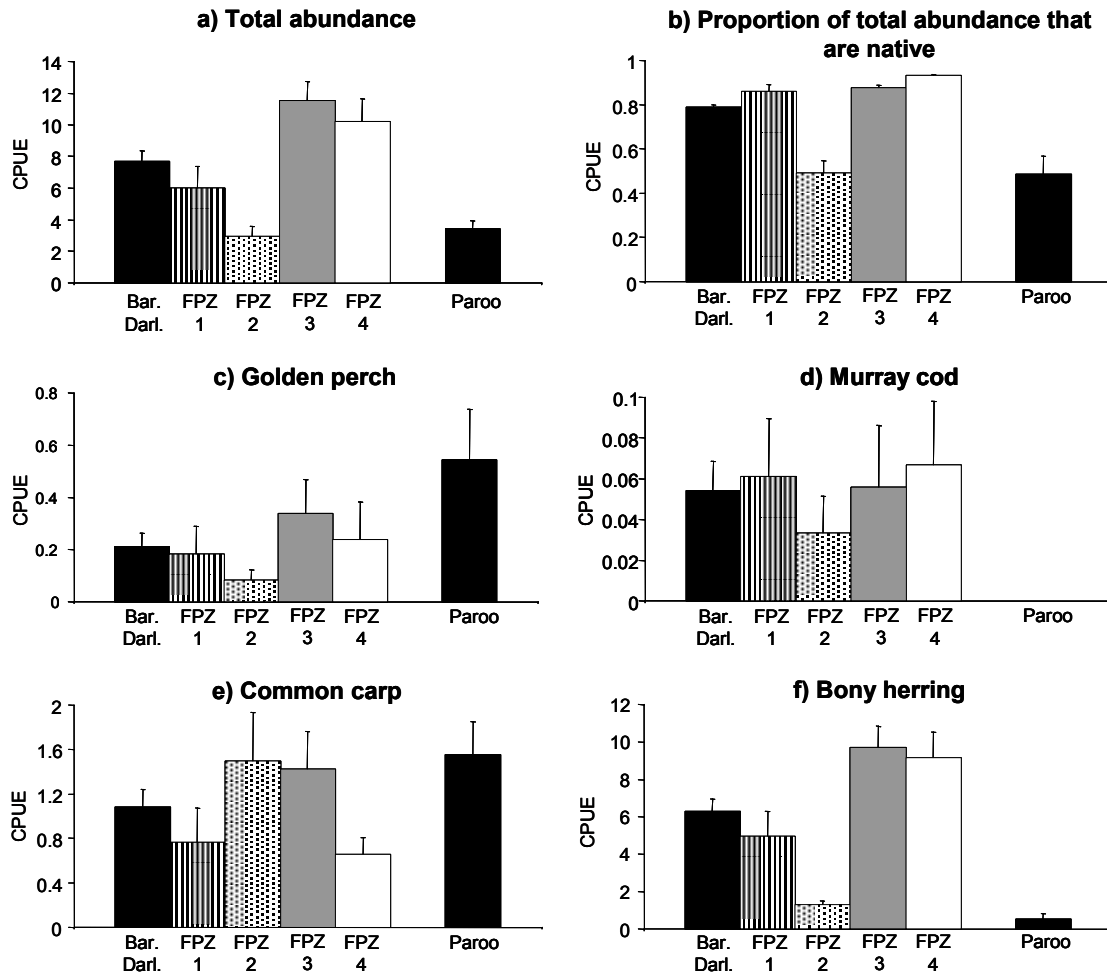 a) Total abundance
14
12
10
8
6
4
2
0
CPUE
Bar. FPZ FPZ FPZ FPZ Paroo
Darl. 1 2 3 4
b) Proportion of total abundance that
are native
1
0.8
0.6
0.4
0.2
0
CPUE
Bar. FPZ FPZ FPZ FPZ Paroo
Darl. 1 2 3 4
c) Golden perch
0.8
0.6
0.4
0.2
0
CPUE
Bar. FPZ FPZ FPZ FPZ Paroo
Darl. 1 2 3 4
d) Murray cod
0.1
0.08
0.06
0.04
0.02
0
CPUE
Bar. FPZ FPZ FPZ FPZ Paroo
Darl. 1 2 3 4
e) Common carp
2
1.6
1.2
0.8
0.4
0
CPUE
Bar. FPZ FPZ FPZ FPZ Paroo
Darl. 1 2 3 4
f) Bony herring
12
10
8
6
4
2
0
CPUE
Bar. FPZ FPZ FPZ FPZ Paroo
Darl. 1 2 3 4